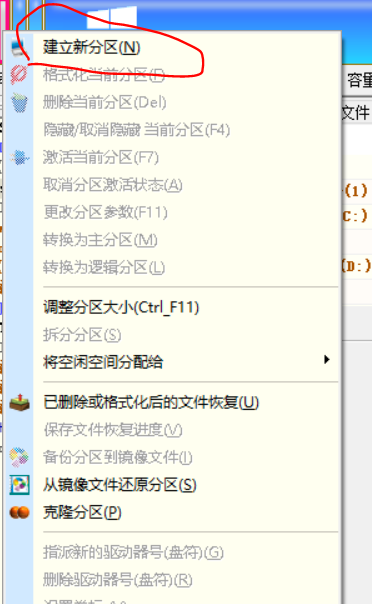 建立新分区(N)
格式化当前分区(F)
容量
删除当前分区(Del)
文件
隐藏/取消隐藏 当前分区(F4)
激活当前分区(F7)
取消分区激活状态(A)
(1)
更改分区参数(F11)
C:)
转换为主分区(M)
转换为逻辑分区(L)
(D:)
调整分区大小(Ctrl_F11)
拆分分区(S)
将空闲空间分配给
已删除或格式化后的文件恢复(U)
保存文件恢复进度(V)
备份分区到镜像文件(I)
从镜像文件还原分区(S)
克隆分区(P)
指派新的驱动器号(盘符)(G)
删除驱动器号(盘符)(R)